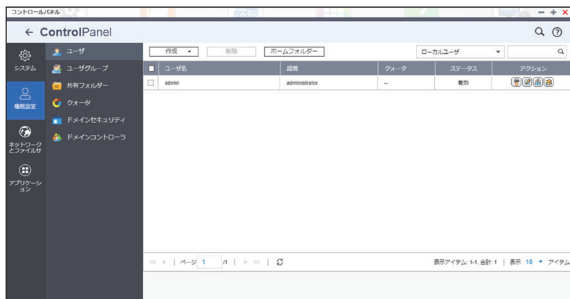 コントロールパネル
ControlPanel
システム
権限設定
ネットワークとファイルサ
アプリケーション
ユーザ
ユーザグループ
共有フォルダー
クォータ
ドメインセキュリティ
ドメインコントローラ
作成 削除 ホームフォルダー ローカルユーザ
ユーザ名 説明 クォータ ステータス アクション
admin administrator -- 有効
ページ 1 /1 表示アイテム: 1-1, 合計: 1 | 表示 10 アイテム